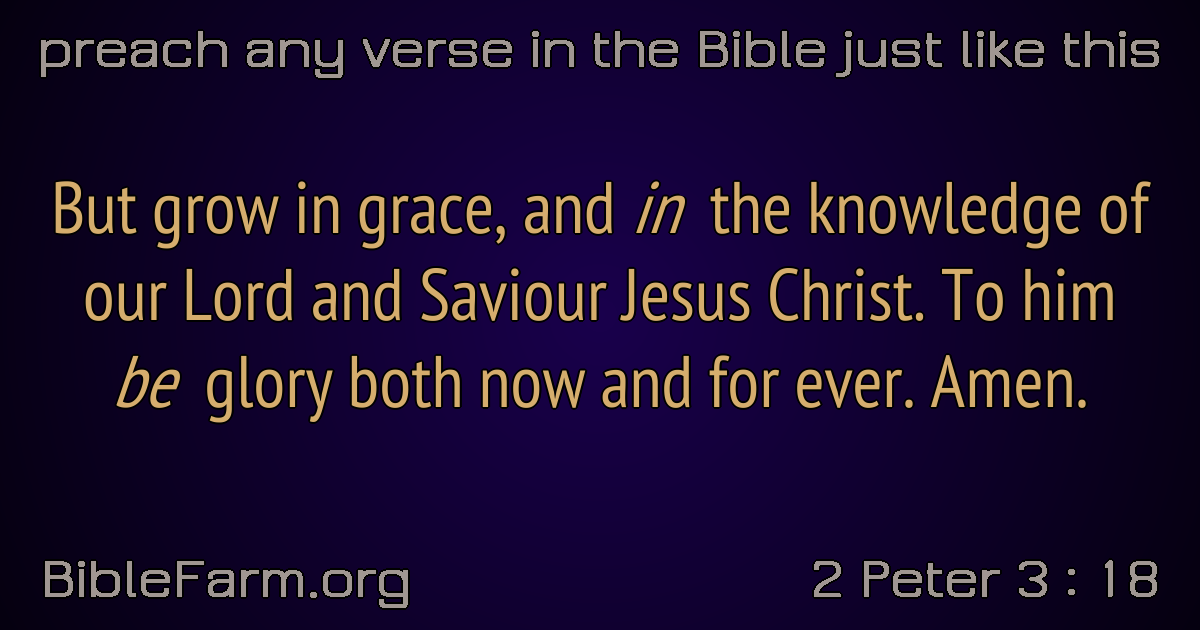 preach any verse in the Bible just like this
But grow in grace, and in the knowledge of
our Lord and Saviour Jesus Christ. To him
be glory both now and for ever. Amen.
BibleFarm.org
2 Peter 3 : 18